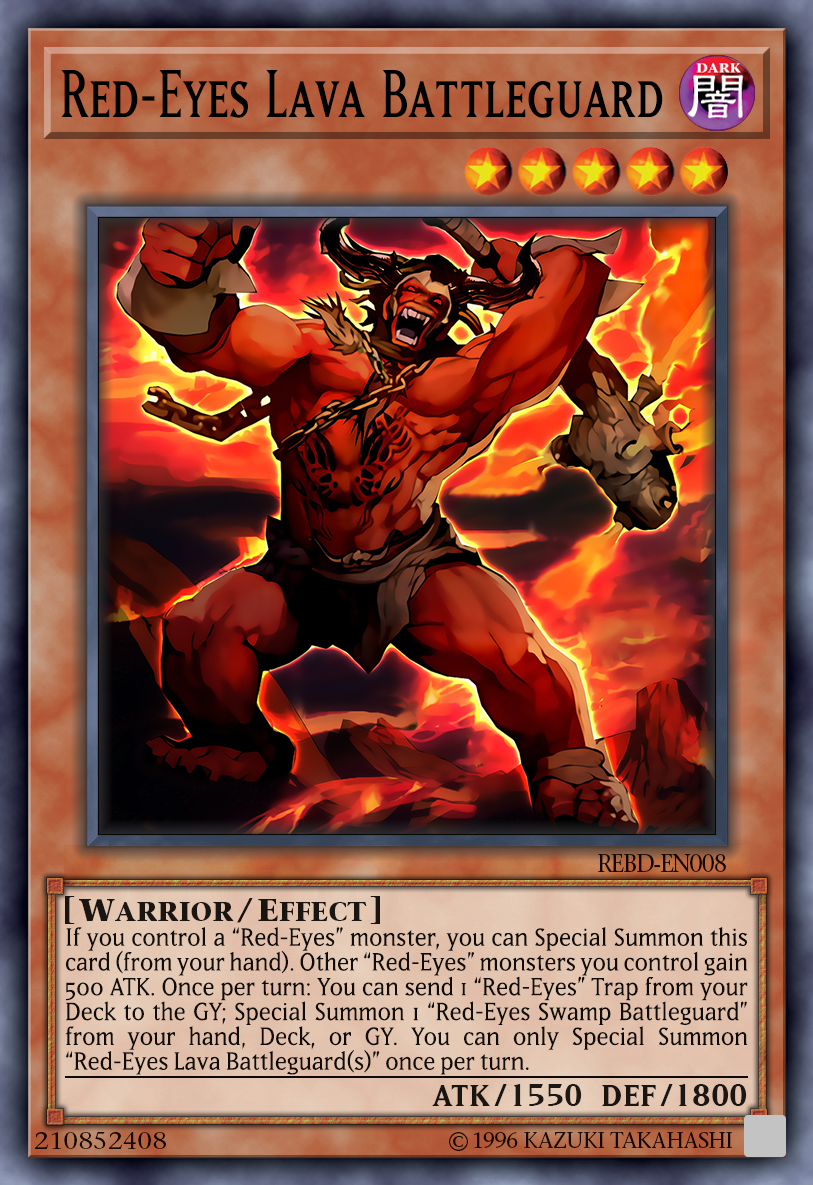 Red-Eyes Lava Battleguard
DARK
闇
REBD-EN008
[Warrior/Effect]
If you control a “Red-Eyes” monster, you can Special Summon this
card (from your hand). Other “Red-Eyes” monsters you control gain
500 ATK. Once per turn: You can send 1 “Red-Eyes” Trap from your
Deck to the GY; Special Summon 1 “Red-Eyes Swamp Battleguard”
from your hand, Deck, or GY. You can only Special Summon
“Red-Eyes Lava Battleguard(s)” once per turn.
ATK/1550 DEF/1800
210852408
© 1996 KAZUKI TAKAHASHI